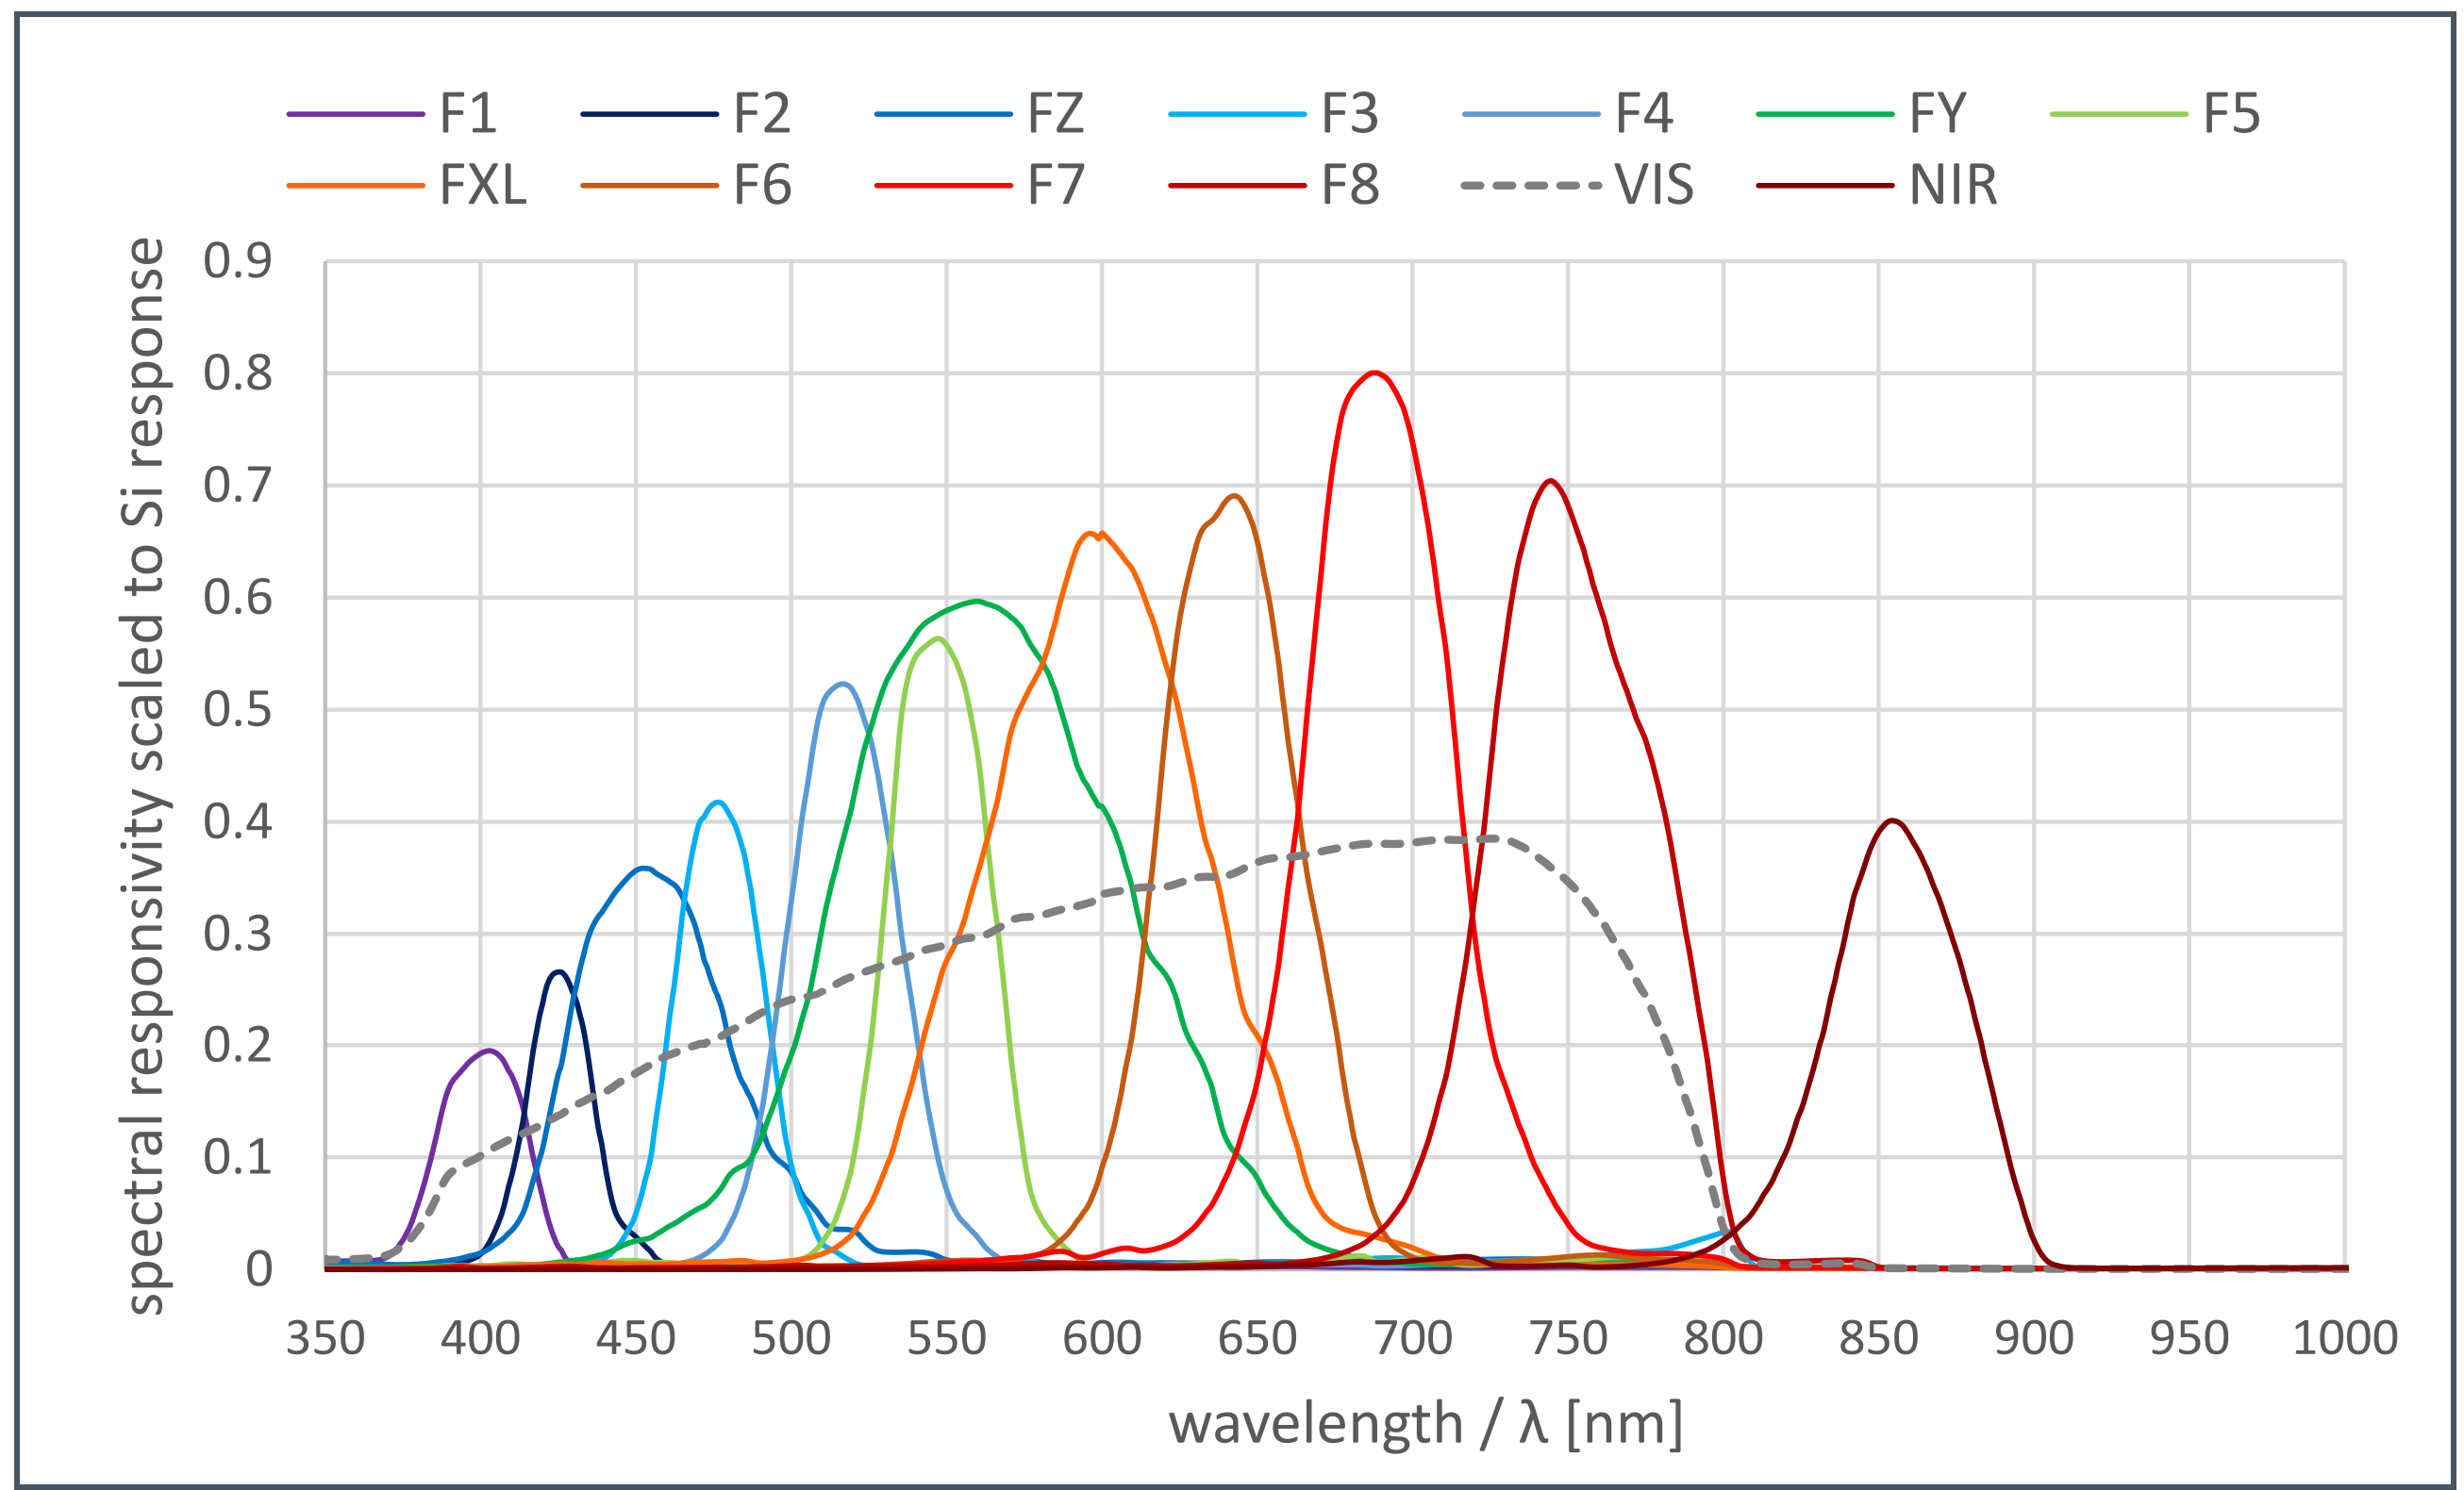 F1 F2 FZ F3 F4 FY F5
FXL F6 F7 F8 VIS NIR
spectral responsivity scaled to Si response
0.9
0.8
0.7
0.6
0.5
0.4
0.3
0.2
0.1
0
350 400 450 500 550 600 650 700 750 800 850 900 950 1000
wavelength / λ [nm]